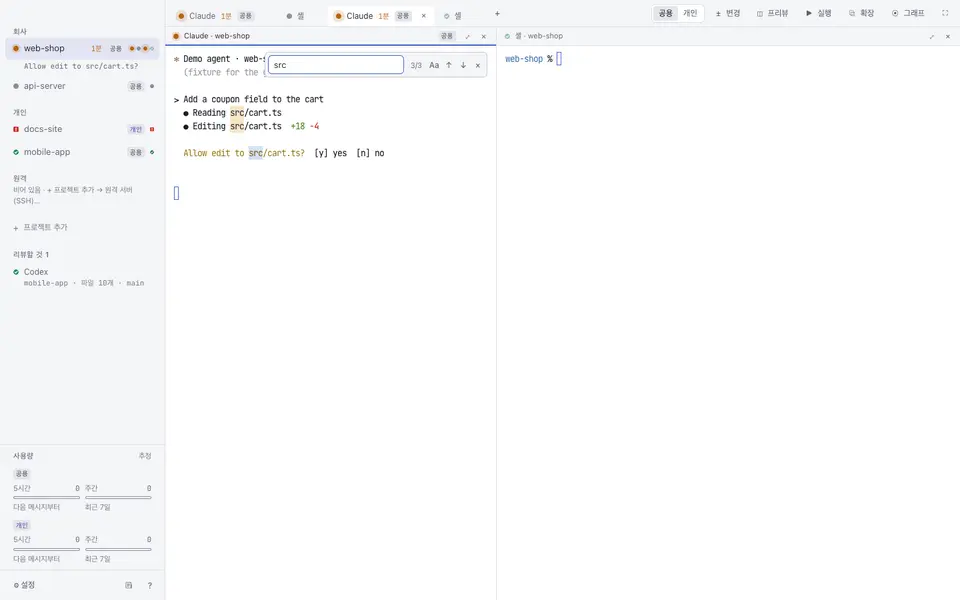 Claude 1분 공용
셸
Claude 1분 공용 ×
셸
+
공용 개인
변경
프리뷰
실행
확장
그래프
회사
web-shop 1분 공용
Allow edit to src/cart.ts?
api-server 공용
개인
docs-site 개인
mobile-app 공용
원격
비어 있음 · + 프로젝트 추가 → 원격 서버
(SSH)…
+ 프로젝트 추가
리뷰할 것 1
Codex
mobile-app · 파일 10개 · main
사용량 추정
공용
5시간 0 주간 0
다음 메시지부터 최근 7일
개인
5시간 0 주간 0
다음 메시지부터 최근 7일
설정 ?
Claude · web-shop 공용 ×
* Demo agent · web-s
(fixture for the
src 3/3 Aa ↑ ↓ ×
> Add a coupon field to the cart
● Reading src/cart.ts
● Editing src/cart.ts +18 -4
Allow edit to src/cart.ts? [y] yes [n] no
셸 · web-shop ×
web-shop %